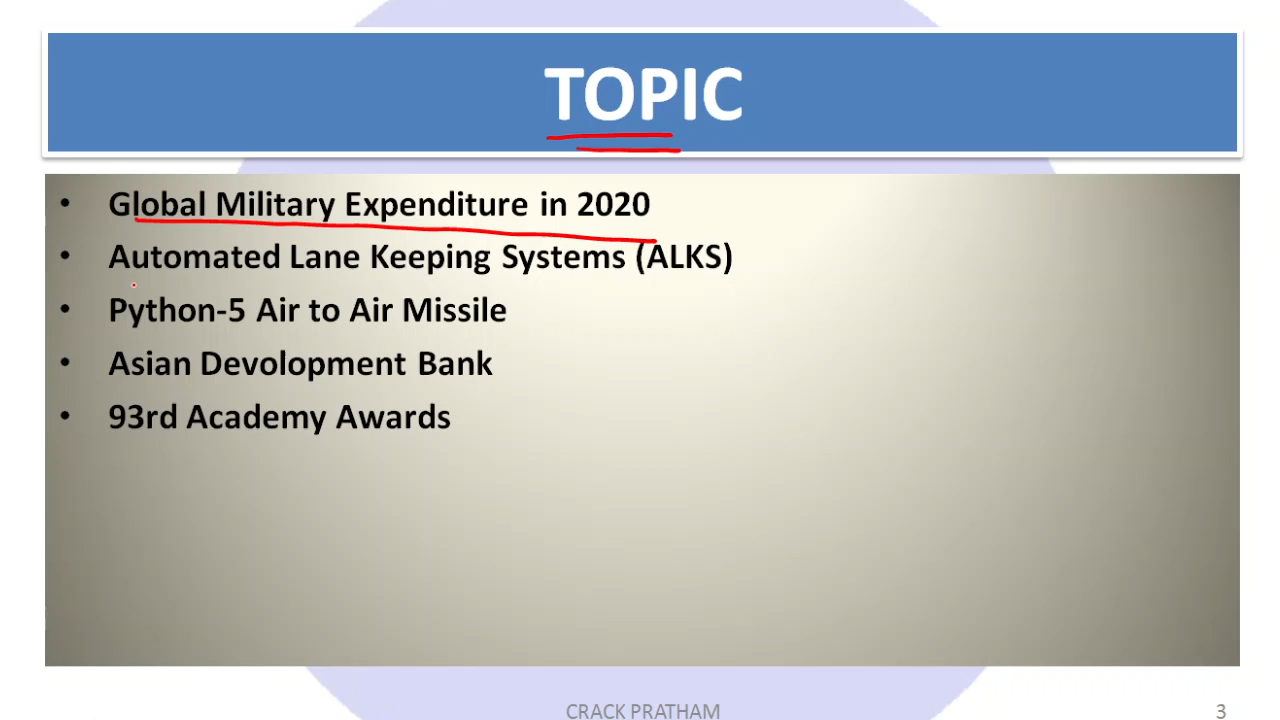 TOPIC
• Global Military Expenditure in 2020
• Automated Lane Keeping Systems (ALKS)
• Python-5 Air to Air Missile
• Asian Devolopment Bank
• 93rd Academy Awards
CRACK PRATHAM
3